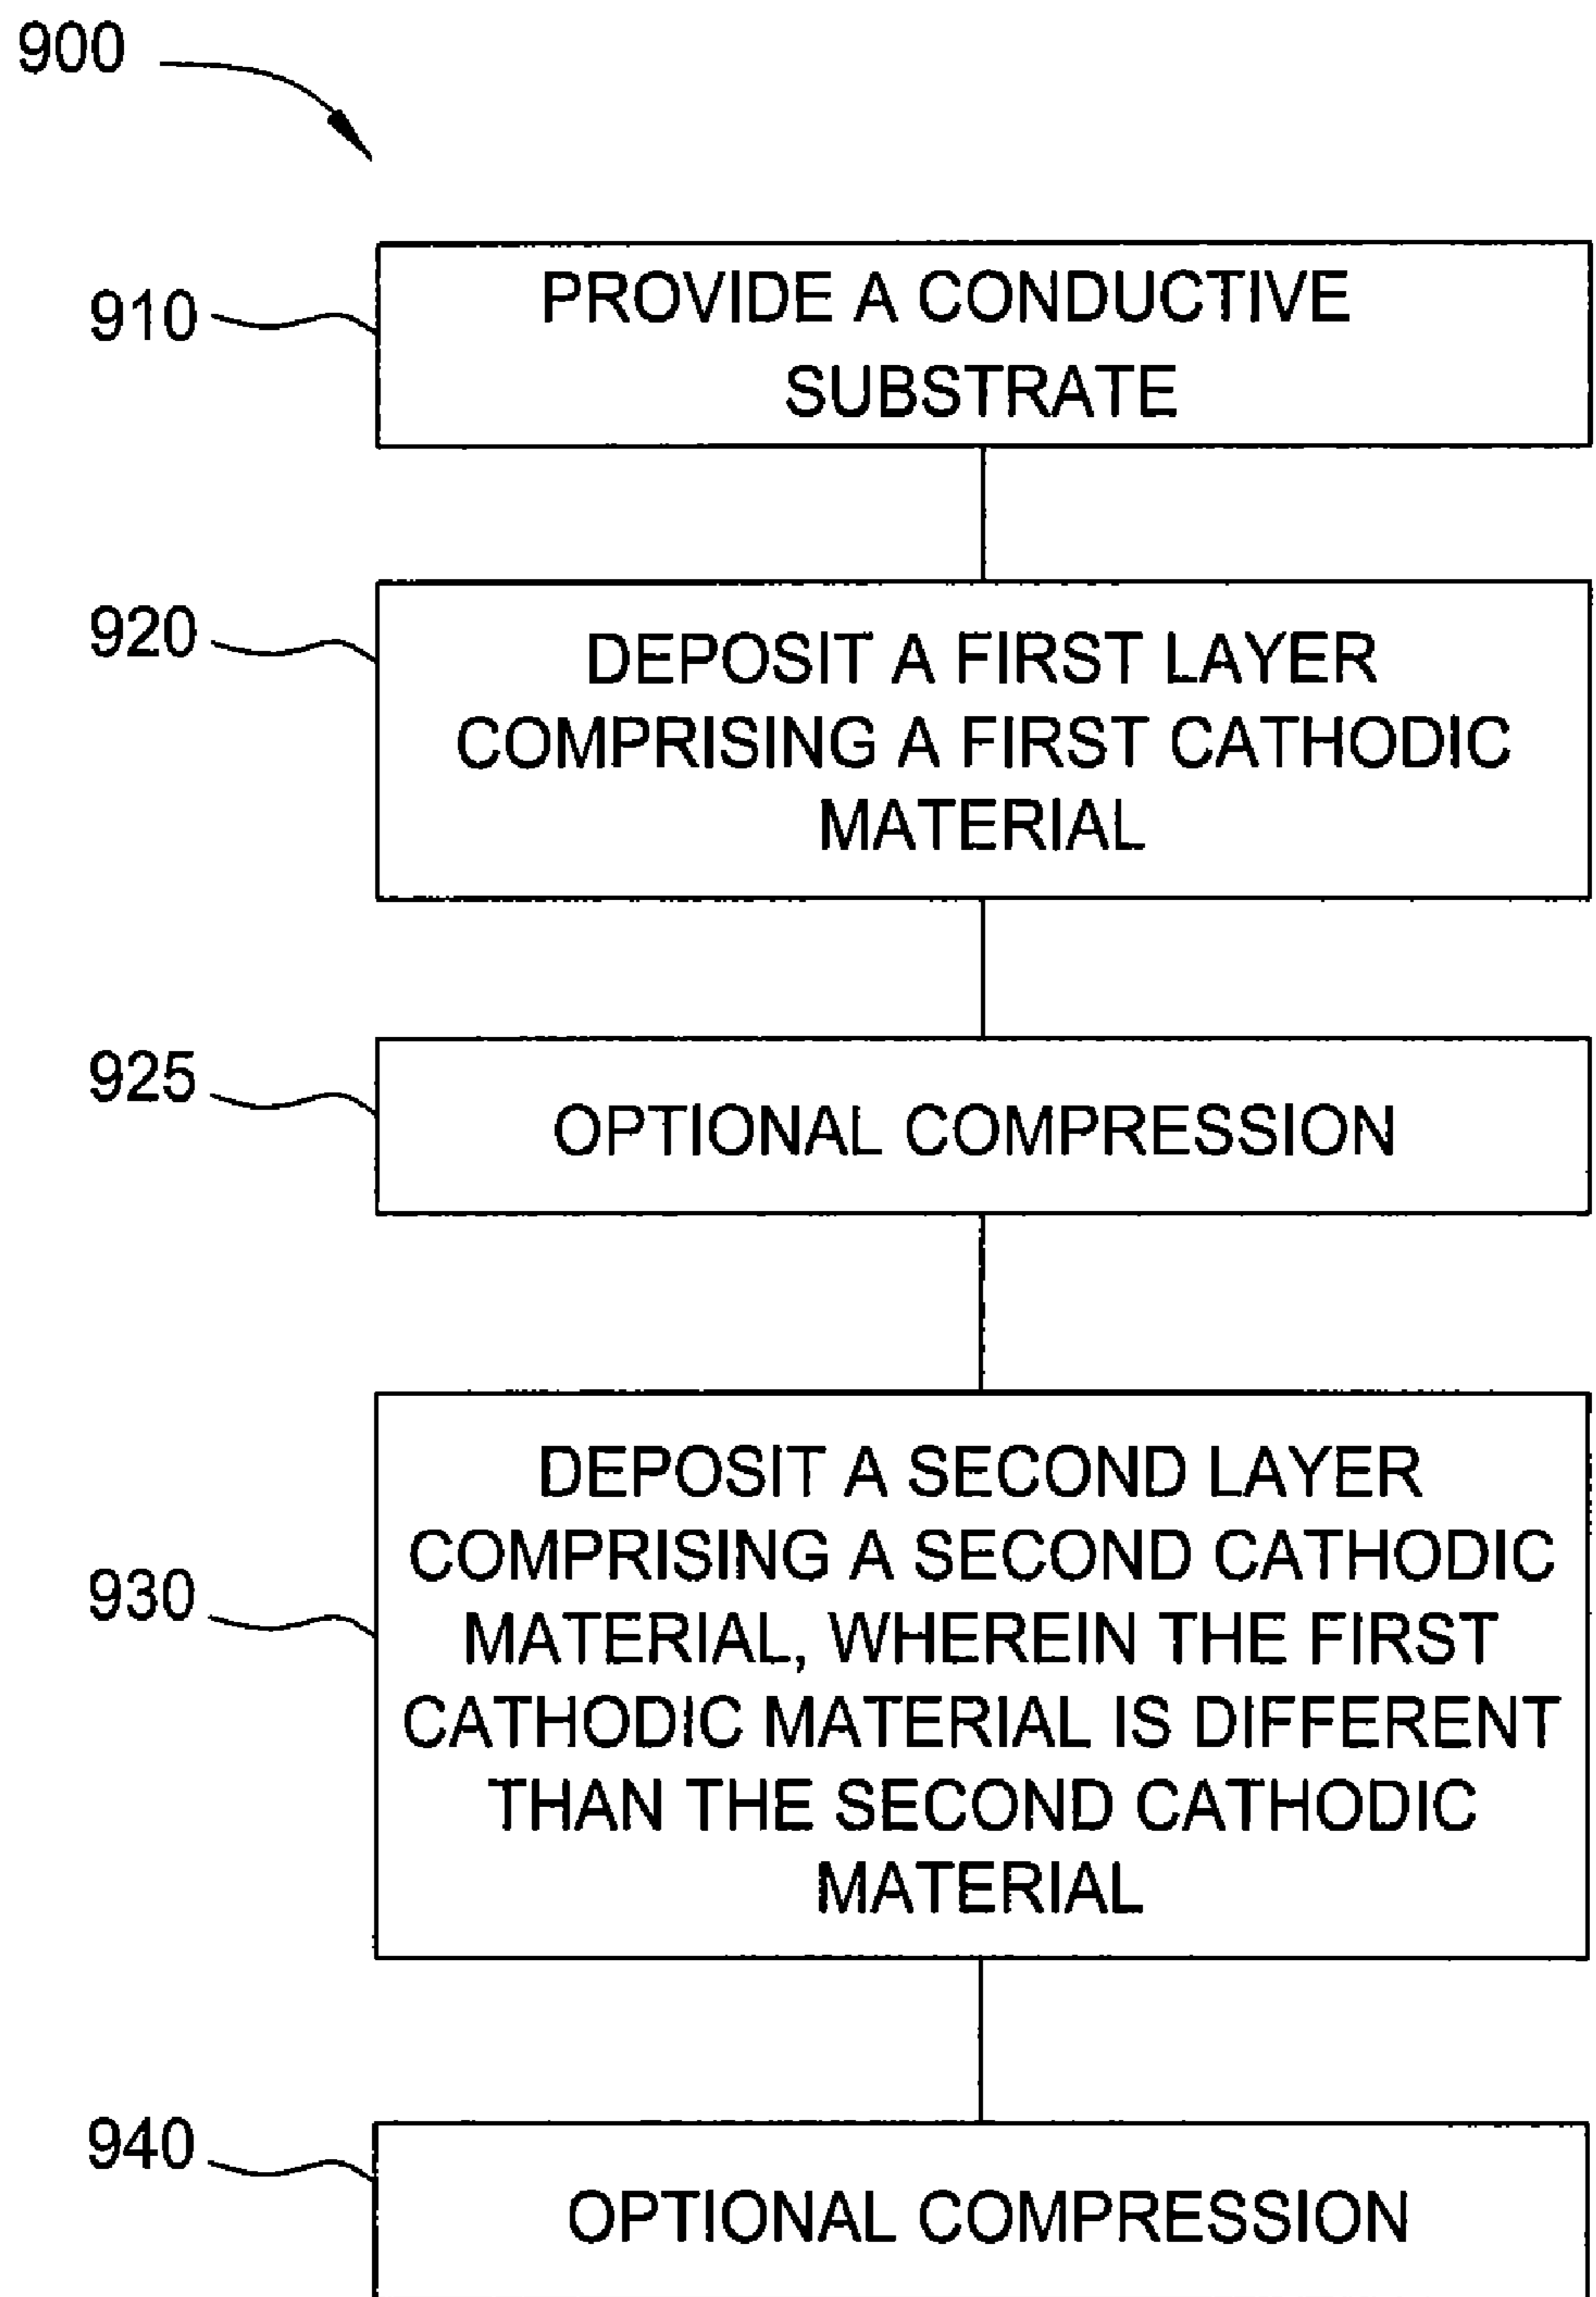 900
910
PROVIDE A CONDUCTIVE
SUBSTRATE
920
DEPOSIT A FIRST LAYER
COMPRISING A FIRST CATHODIC
MATERIAL
925
OPTIONAL COMPRESSION
930
DEPOSIT A SECOND LAYER
COMPRISING A SECOND CATHODIC
MATERIAL, WHEREIN THE FIRST
CATHODIC MATERIAL IS DIFFERENT
THAN THE SECOND CATHODIC
MATERIAL
940
OPTIONAL COMPRESSION